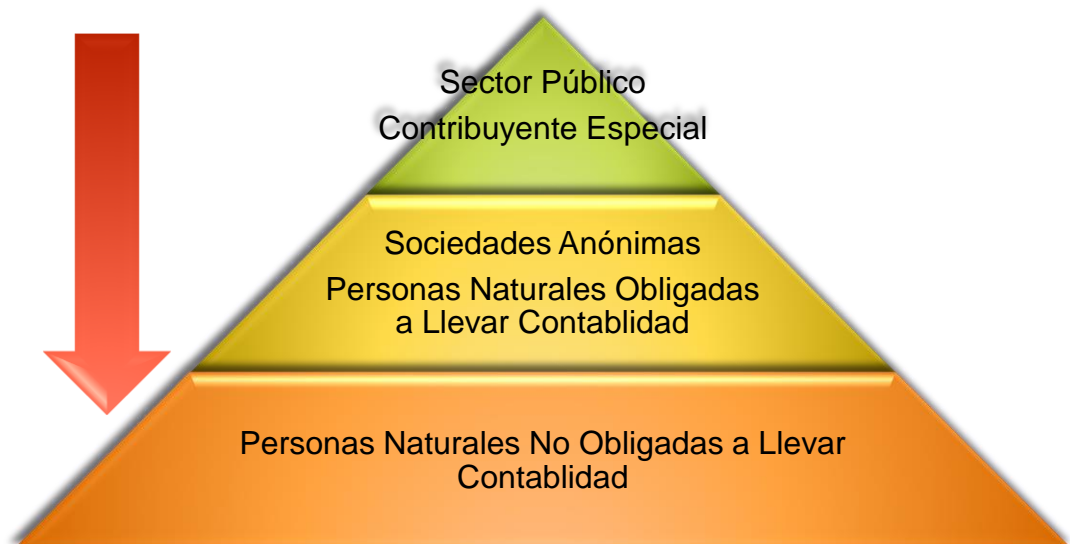 Sector Público
Contribuyente Especial
Sociedades Anónimas
Personas Naturales Obligadas
a Llevar Contablidad
Personas Naturales No Obligadas a Llevar
Contablidad